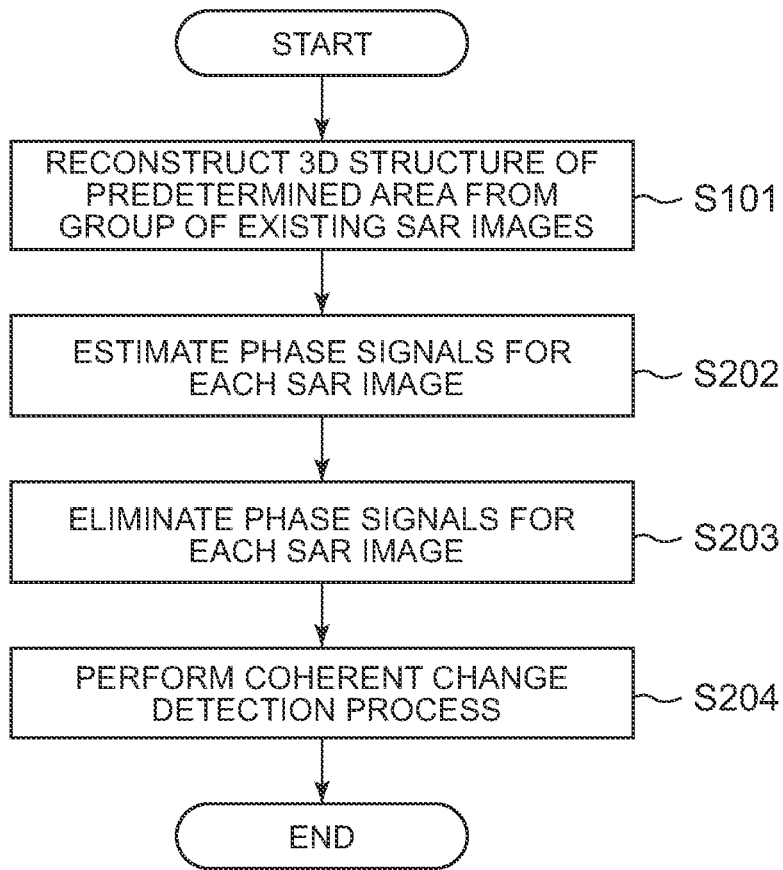 START
RECONSTRUCT 3D STRUCTURE OF
PREDETERMINED AREA FROM
GROUP OF EXISTING SAR IMAGES
S101
ESTIMATE PHASE SIGNALS FOR
EACH SAR IMAGE
S202
ELIMINATE PHASE SIGNALS FOR
EACH SAR IMAGE
S203
PERFORM COHERENT CHANGE
DETECTION PROCESS
S204
END